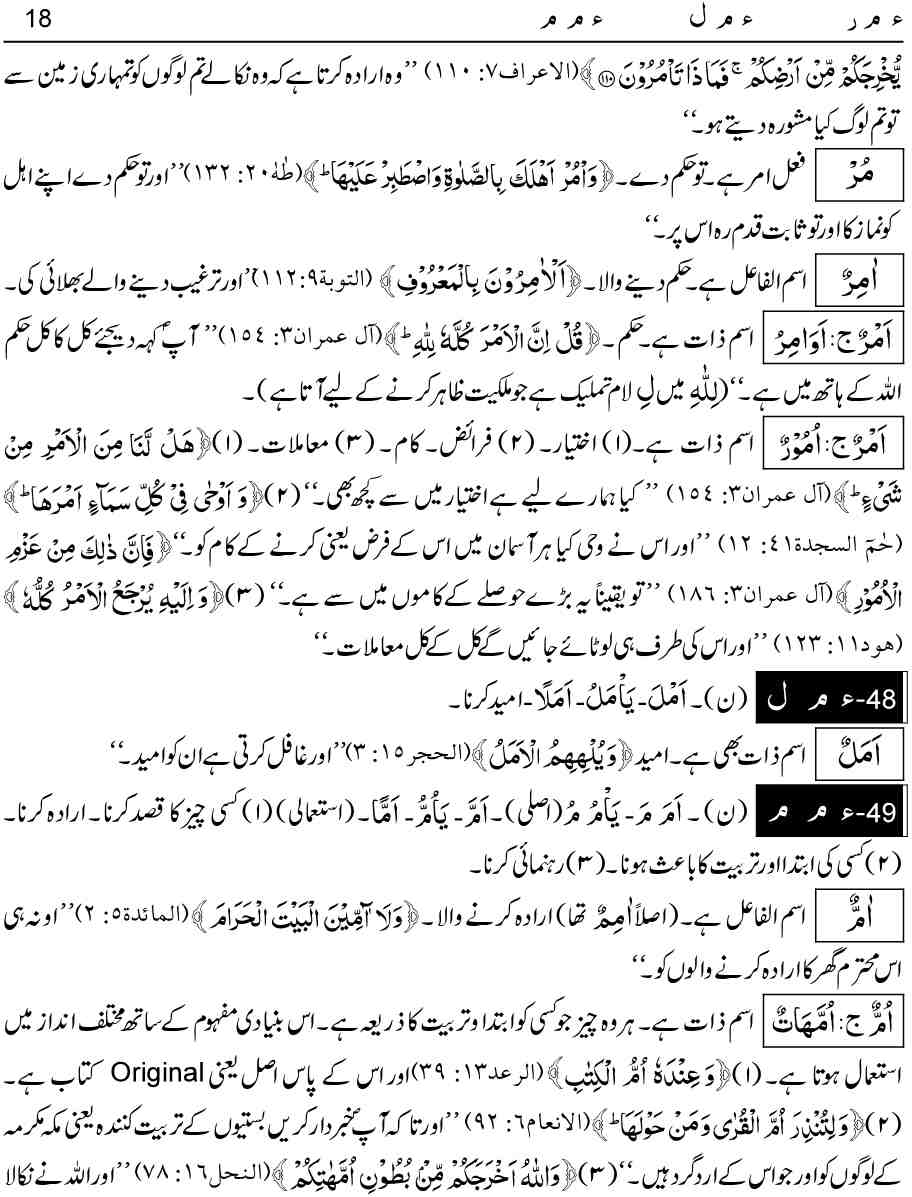 ء م ر ء م ل ء م م 18
یُّخْرِجَکُمْ مِّنْ اَرْضِکُمْ ۚ فَمَا ذَا تَاْمُرُوْنَ ﴿۱۱۰﴾ (الاعراف۷: ۱۱۰) ’’وہ ارادہ کرتا ہے کہ وہ نکالے تم لوگوں کو تمہاری زمین سے
تو تم لوگ کیا مشورہ دیتے ہو۔‘‘
مُرْ فعل امر ہے۔ تو حکم دے۔ ﴿وَاْمُرْ اَهْلَكَ بِالصَّلٰوةِ وَاصْطَبِرْ عَلَیْهَا ؕ﴾ (طٰهٰ۲۰: ۱۳۲) ’’اور تو حکم دے اپنے اہل
کو نماز کا اور تو ثابت قدم رہ اس پر۔‘‘
اٰمِرٌ اسم الفاعل ہے۔ حکم دینے والا۔ ﴿اَلْاٰمِرُوْنَ بِالْمَعْرُوْفِ﴾ (التوبة۹: ۱۱۲) ’’اور ترغیب دینے والے بھلائی کی۔
اَمْرٌ ج: اَوَامِرُ اسم ذات ہے۔ حکم۔ ﴿قُلْ اِنَّ الْاَمْرَ كُلَّهٗ لِلّٰهِ ؕ﴾ (آل عمران۳: ۱۵۴) ’’آپؐ کہہ دیجئے کل کا کل حکم
اللہ کے ہاتھ میں ہے۔‘‘ (لِلّٰهِ میں لِ لام تملیک ہے جو ملکیت ظاہر کرنے کے لیے آتا ہے)۔
اَمْرٌ ج: اُمُوْرٌ اسم ذات ہے۔ (۱) اختیار۔ (۲) فرائض۔ کام۔ (۳) معاملات۔ (۱) ﴿هَلْ لَّنَا مِنَ الْاَمْرِ مِنْ
شَیْءٍ ؕ﴾ (آل عمران۳: ۱۵۴) ’’کیا ہمارے لیے ہے اختیار میں سے کچھ بھی۔‘‘ (۲) ﴿وَ اَوْحٰی فِیْ كُلِّ سَمَآءٍ اَمْرَهَا ؕ﴾
(حٰمٓ السجدة۴۱: ۱۲) ’’اور اس نے وحی کیا ہر آسمان میں اس کے فرض یعنی کرنے کے کام کو۔‘‘ ﴿فَاِنَّ ذٰلِكَ مِنْ عَزْمِ
الْاُمُوْرِ﴾ (آل عمران۳: ۱۸۶) ’’تو یقیناً یہ بڑے حوصلے کے کاموں میں سے ہے۔‘‘ (۳) ﴿وَ اِلَیْهِ یُرْجَعُ الْاَمْرُ كُلُّهٗ﴾
(هود۱۱: ۱۲۳) ’’اور اس کی طرف ہی لوٹائے جائیں گے کل کے کل معاملات۔‘‘
48-ء م ل (ن)۔ اَمَلَ- یَأْمَلُ- اَمَلًا- امید کرنا۔
اَمَلٌ اسم ذات بھی ہے۔ امید ﴿وَیُلْهِهِمُ الْاَمَلُ﴾ (الحجر۱۵: ۳) ’’اور غافل کرتی ہے ان کو امید۔‘‘
49-ء م م (ن)۔ اَمَ مَ- یَأْمُ مُ (اصلی)۔ اَمَّ- یَأُمُّ- اَمًّا۔ (استعمالی) (۱) کسی چیز کا قصد کرنا۔ ارادہ کرنا۔
(۲) کسی کی ابتدا اور تربیت کا باعث ہونا۔ (۳) رہنمائی کرنا۔
اٰمٌّ اسم الفاعل ہے۔ (اصلاً اٰمِمٌ تھا) ارادہ کرنے والا۔ ﴿وَلَا آمِّیْنَ الْبَیْتَ الْحَرَامَ﴾ (المائدة۵: ۲) ’’او نہ ہی
اس محترم گھر کا ارادہ کرنے والوں کو۔‘‘
اُمٌّ ج: اُمَّهَاتٌ اسم ذات ہے۔ ہر وہ چیز جو کسی کو ابتدا و تربیت کا ذریعہ ہے۔ اس بنیادی مفہوم کے ساتھ مختلف انداز میں
استعمال ہوتا ہے۔ (۱) ﴿وَعِنْدَهٗ اُمُّ الْكِتٰبِ﴾ (الرعد۱۳: ۳۹) اور اس کے پاس اصل یعنی Original کتاب ہے۔
(۲) ﴿وَلِتُنْذِرَ اُمَّ الْقُرٰی وَمَنْ حَوْلَهَا ؕ﴾ (الانعام۶: ۹۲) ’’اور تاکہ آپؐ خبردار کریں بستیوں کے تربیت کنندہ یعنی مکہ مکرمہ
کے لوگوں کو اور جو اس کے ارد گرد ہیں۔‘‘ (۳) ﴿وَاللّٰهُ اَخْرَجَكُمْ مِّنْۢ بُطُوْنِ اُمَّهٰتِكُمْ﴾ (النحل۱۶: ۷۸) ’’اور اللہ نے نکالا